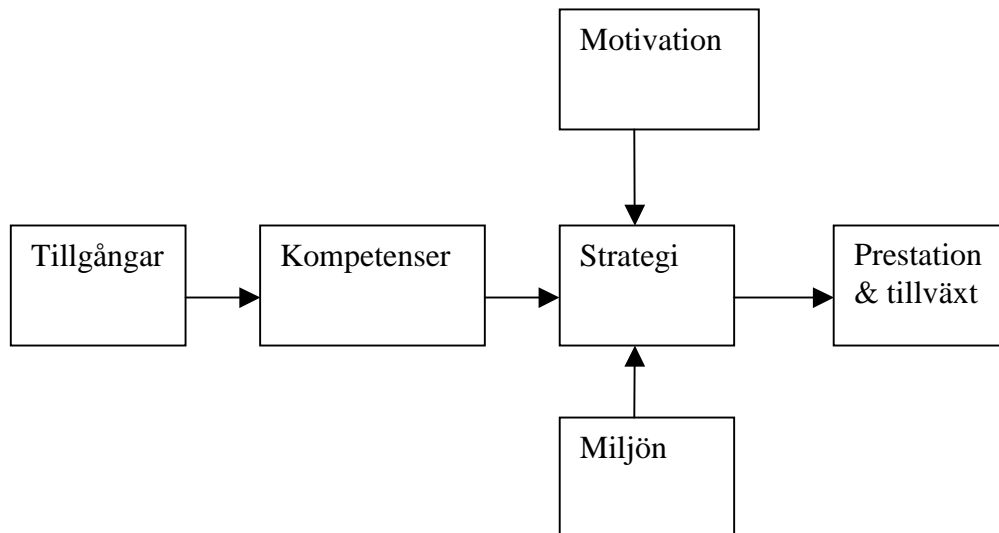 Motivation
Tillgångar
Kompetenser
Strategi
Prestation
& tillväxt
Miljön